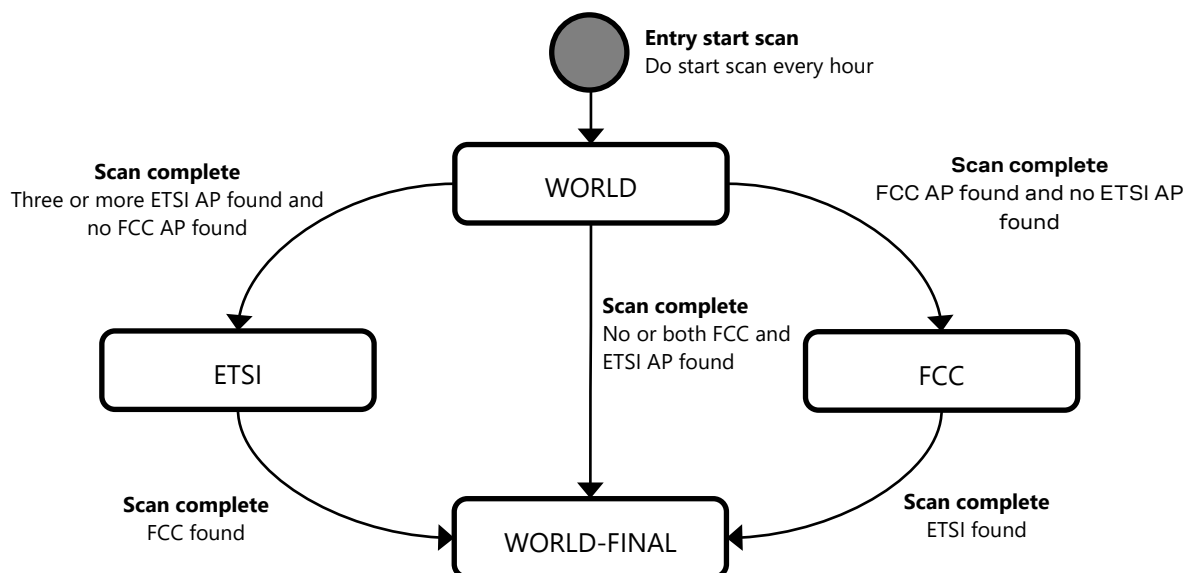 Entry start scan
Do start scan every hour
WORLD
Scan complete
Three or more ETSI AP found and
no FCC AP found
Scan complete
FCC AP found and no ETSI AP
found
Scan complete
No or both FCC and
ETSI AP found
ETSI
FCC
Scan complete
FCC found
Scan complete
ETSI found
WORLD-FINAL